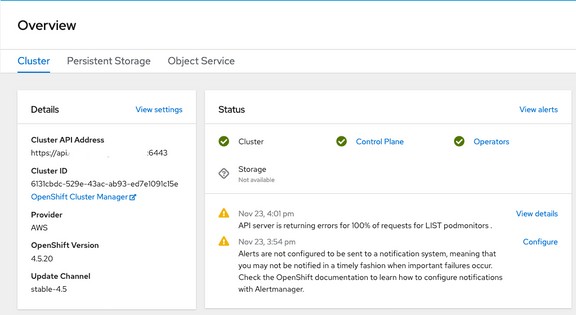 Overview
Cluster
Persistent Storage
Object Service
Details
View settings
Cluster API Address
https://api. :6443
Cluster ID
6131cbdc-529e-43ac-ab93-ed7e1091c15e
OpenShift Cluster Manager
Provider
AWS
OpenShift Version
4.5.20
Update Channel
stable-4.5
Status
View alerts
Cluster
Control Plane
Operators
Storage
Not available
Nov 23, 4:01 pm
View details
API server is returning errors for 100% of requests for LIST podmonitors .
Nov 23, 3:54 pm
Configure
Alerts are not configured to be sent to a notification system, meaning that
you may not be notified in a timely fashion when important failures occur.
Check the OpenShift documentation to learn how to configure notifications
with Alertmanager.